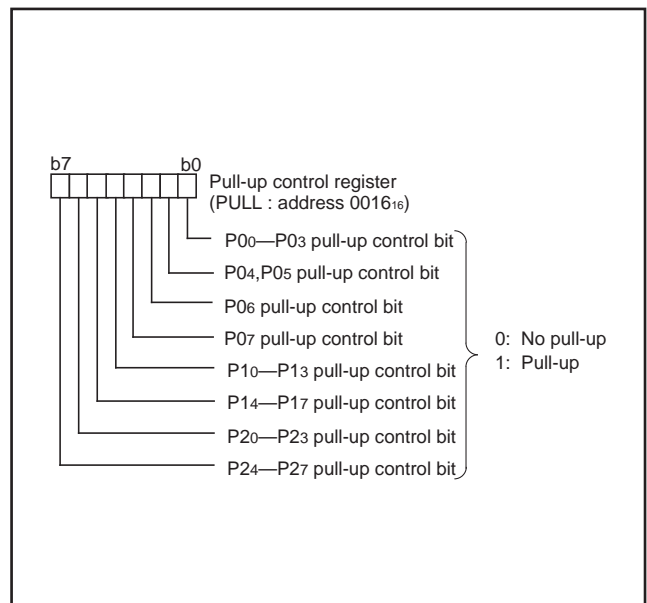 b7 b0
Pull-up control register
(PULL : address 0016₁₆)
P0₀—P0₃ pull-up control bit
P0₄,P0₅ pull-up control bit
P0₆ pull-up control bit
P0₇ pull-up control bit
P1₀—P1₃ pull-up control bit
P1₄—P1₇ pull-up control bit
P2₀—P2₃ pull-up control bit
P2₄—P2₇ pull-up control bit
0: No pull-up
1: Pull-up